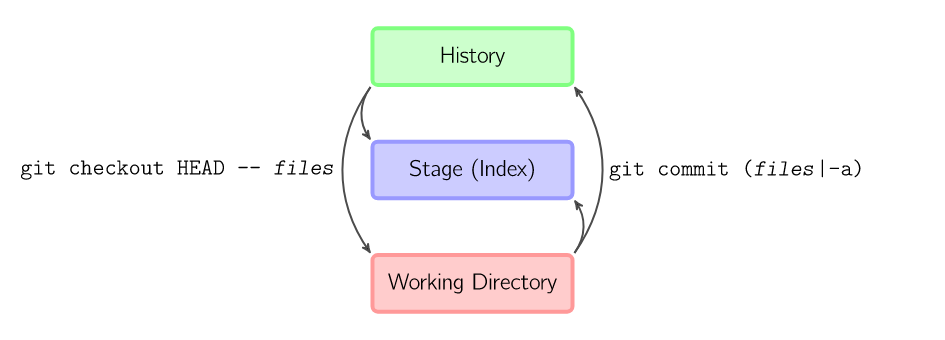 History
git checkout HEAD -- files
Stage (Index)
git commit (files|-a)
Working Directory